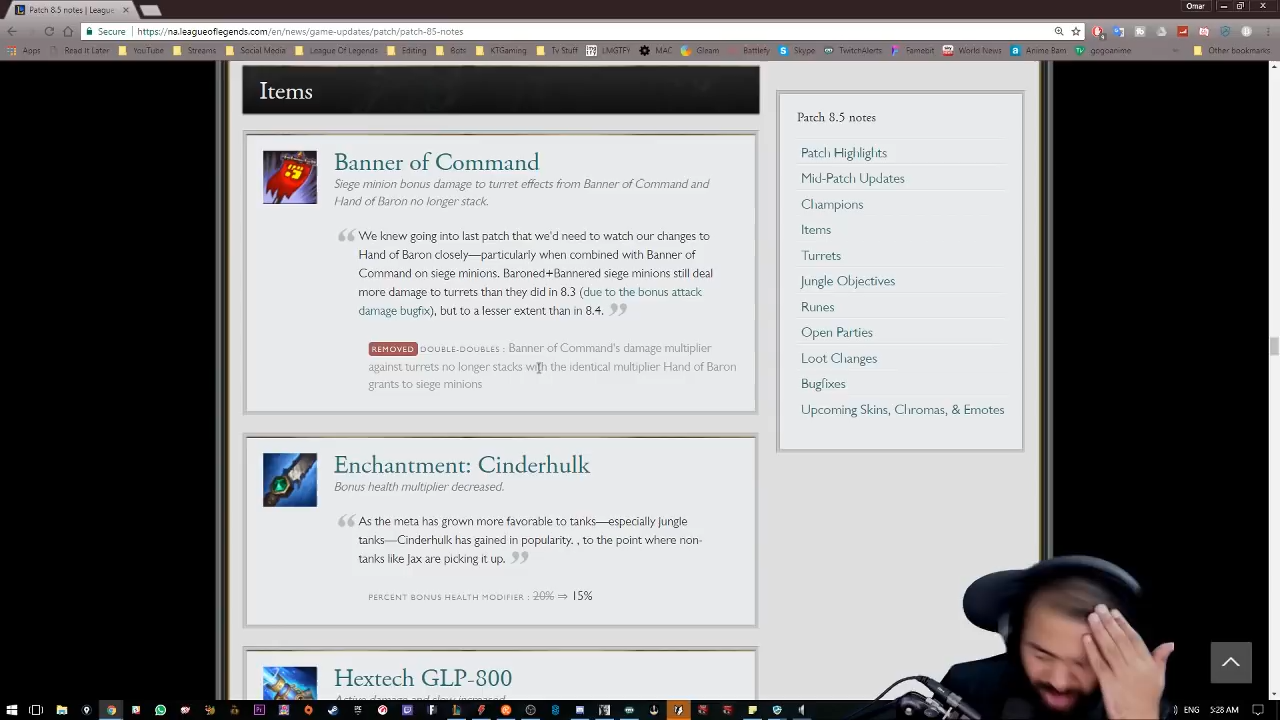 Patch 8.5 notes | League
Omar
Secure
https://na.leagueoflegends.com/en/news/game-updates/patch/patch-85-notes
Apps Read It Later YouTube Streams Social Media League Of Legends Editing Bots KTGaming Tv Stuff LMGTFY MAC Gleam Battlefy Skype TwitchAlerts Famebit World News Anime Bam gogoanime Other bookmarks
Items
Banner of Command
Siege minion bonus damage to turret effects from Banner of Command and
Hand of Baron no longer stack.
We knew going into last patch that we'd need to watch our changes to
Hand of Baron closely—particularly when combined with Banner of
Command on siege minions. Baroned+Bannered siege minions still deal
more damage to turrets than they did in 8.3 (due to the bonus attack
damage bugfix), but to a lesser extent than in 8.4.
REMOVED DOUBLE-DOUBLES : Banner of Command's damage multiplier
against turrets no longer stacks with the identical multiplier Hand of Baron
grants to siege minions
Enchantment: Cinderhulk
Bonus health multiplier decreased.
As the meta has grown more favorable to tanks—especially jungle
tanks—Cinderhulk has gained in popularity. , to the point where non-
tanks like Jax are picking it up.
PERCENT BONUS HEALTH MODIFIER : 20% ⇒ 15%
Hextech GLP-800
Active damage and slow increased.
Patch 8.5 notes
Patch Highlights
Mid-Patch Updates
Champions
Items
Turrets
Jungle Objectives
Runes
Open Parties
Loot Changes
Bugfixes
Upcoming Skins, Chromas, & Emotes
ENG 5:28 AM